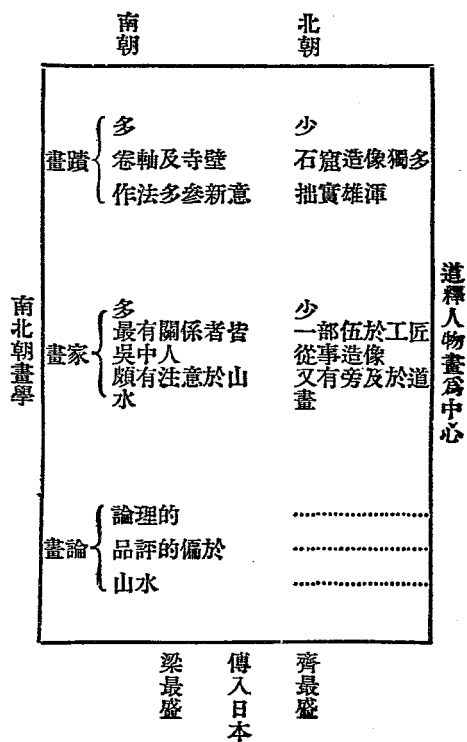 南朝
北朝
南北朝畫學
道釋人物畫爲中心
畫蹟
多
卷軸及寺壁
作法多參新意
少
石窟造像獨多
拙實雄渾
畫家
多
最有關係者皆
吳中人
頗有注意於山
水
少
一部伍於工匠
從事造像
又有旁及於道
畫
畫論
論理的
品評的偏於
山水
梁最盛
傳入日本
齊最盛